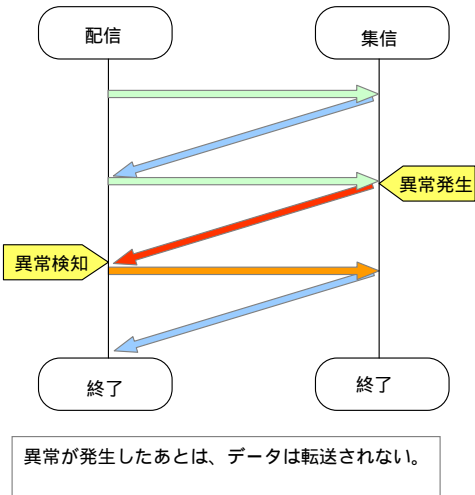 配信
集信
異常発生
異常検知
終了
終了
異常が発生したあとは、データは転送されない。